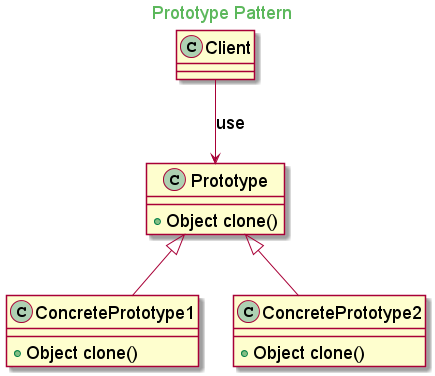 Prototype Pattern
C Client
use
C Prototype
Object clone()
C ConcretePrototype1
C ConcretePrototype2
Object clone()
Object clone()